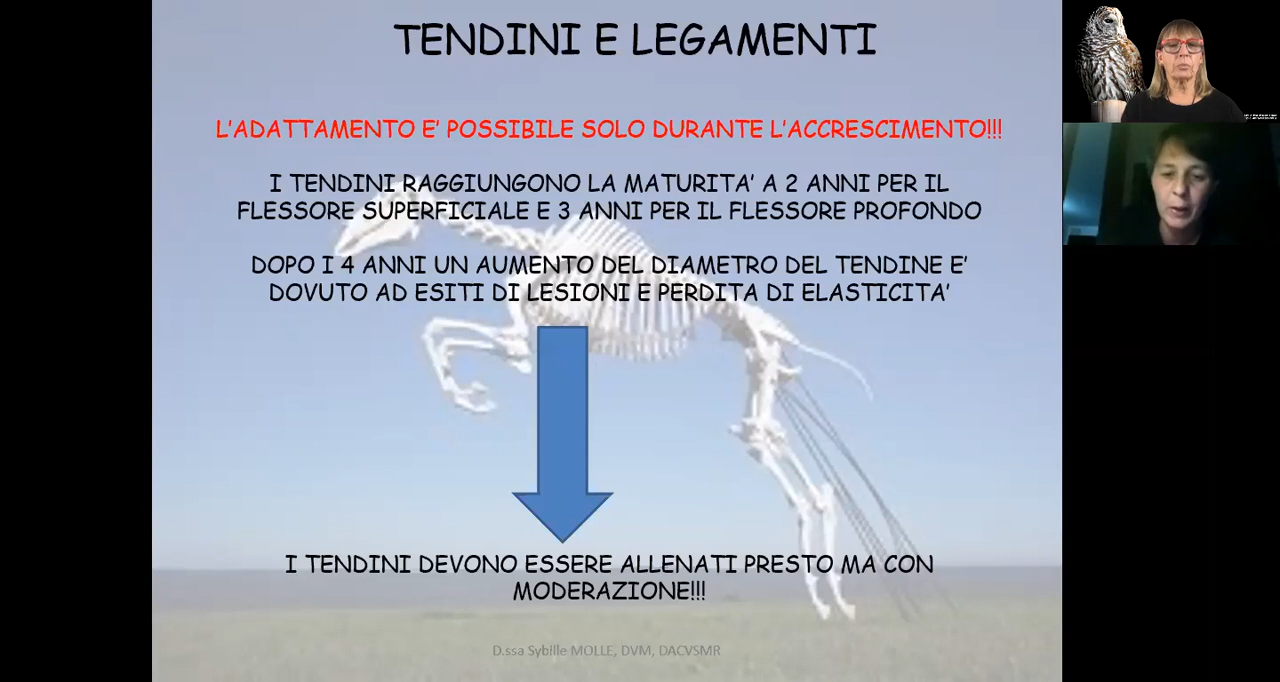 TENDINI E LEGAMENTI
L'ADATTAMENTO E' POSSIBILE SOLO DURANTE L'ACCRESCIMENTO!!!
I TENDINI RAGGIUNGONO LA MATURITA' A 2 ANNI PER IL
FLESSORE SUPERFICIALE E 3 ANNI PER IL FLESSORE PROFONDO
DOPO I 4 ANNI UN AUMENTO DEL DIAMETRO DEL TENDINE E'
DOVUTO AD ESITI DI LESIONI E PERDITA DI ELASTICITA'
I TENDINI DEVONO ESSERE ALLENATI PRESTO MA CON
MODERAZIONE!!!
D.ssa Sybille MOLLE, DVM, DACVSMR